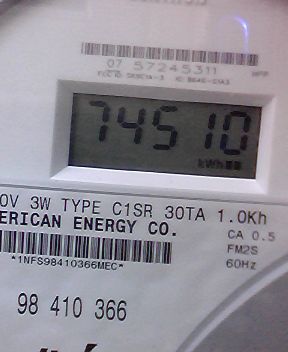 07 57245311
74510
kWh
0V 3W TYPE C1SR 30TA 1.0Kh
ERICAN ENERGY CO.
CA 0.5
FM2S
60Hz
*1NFS98410366MEC*
98 410 366